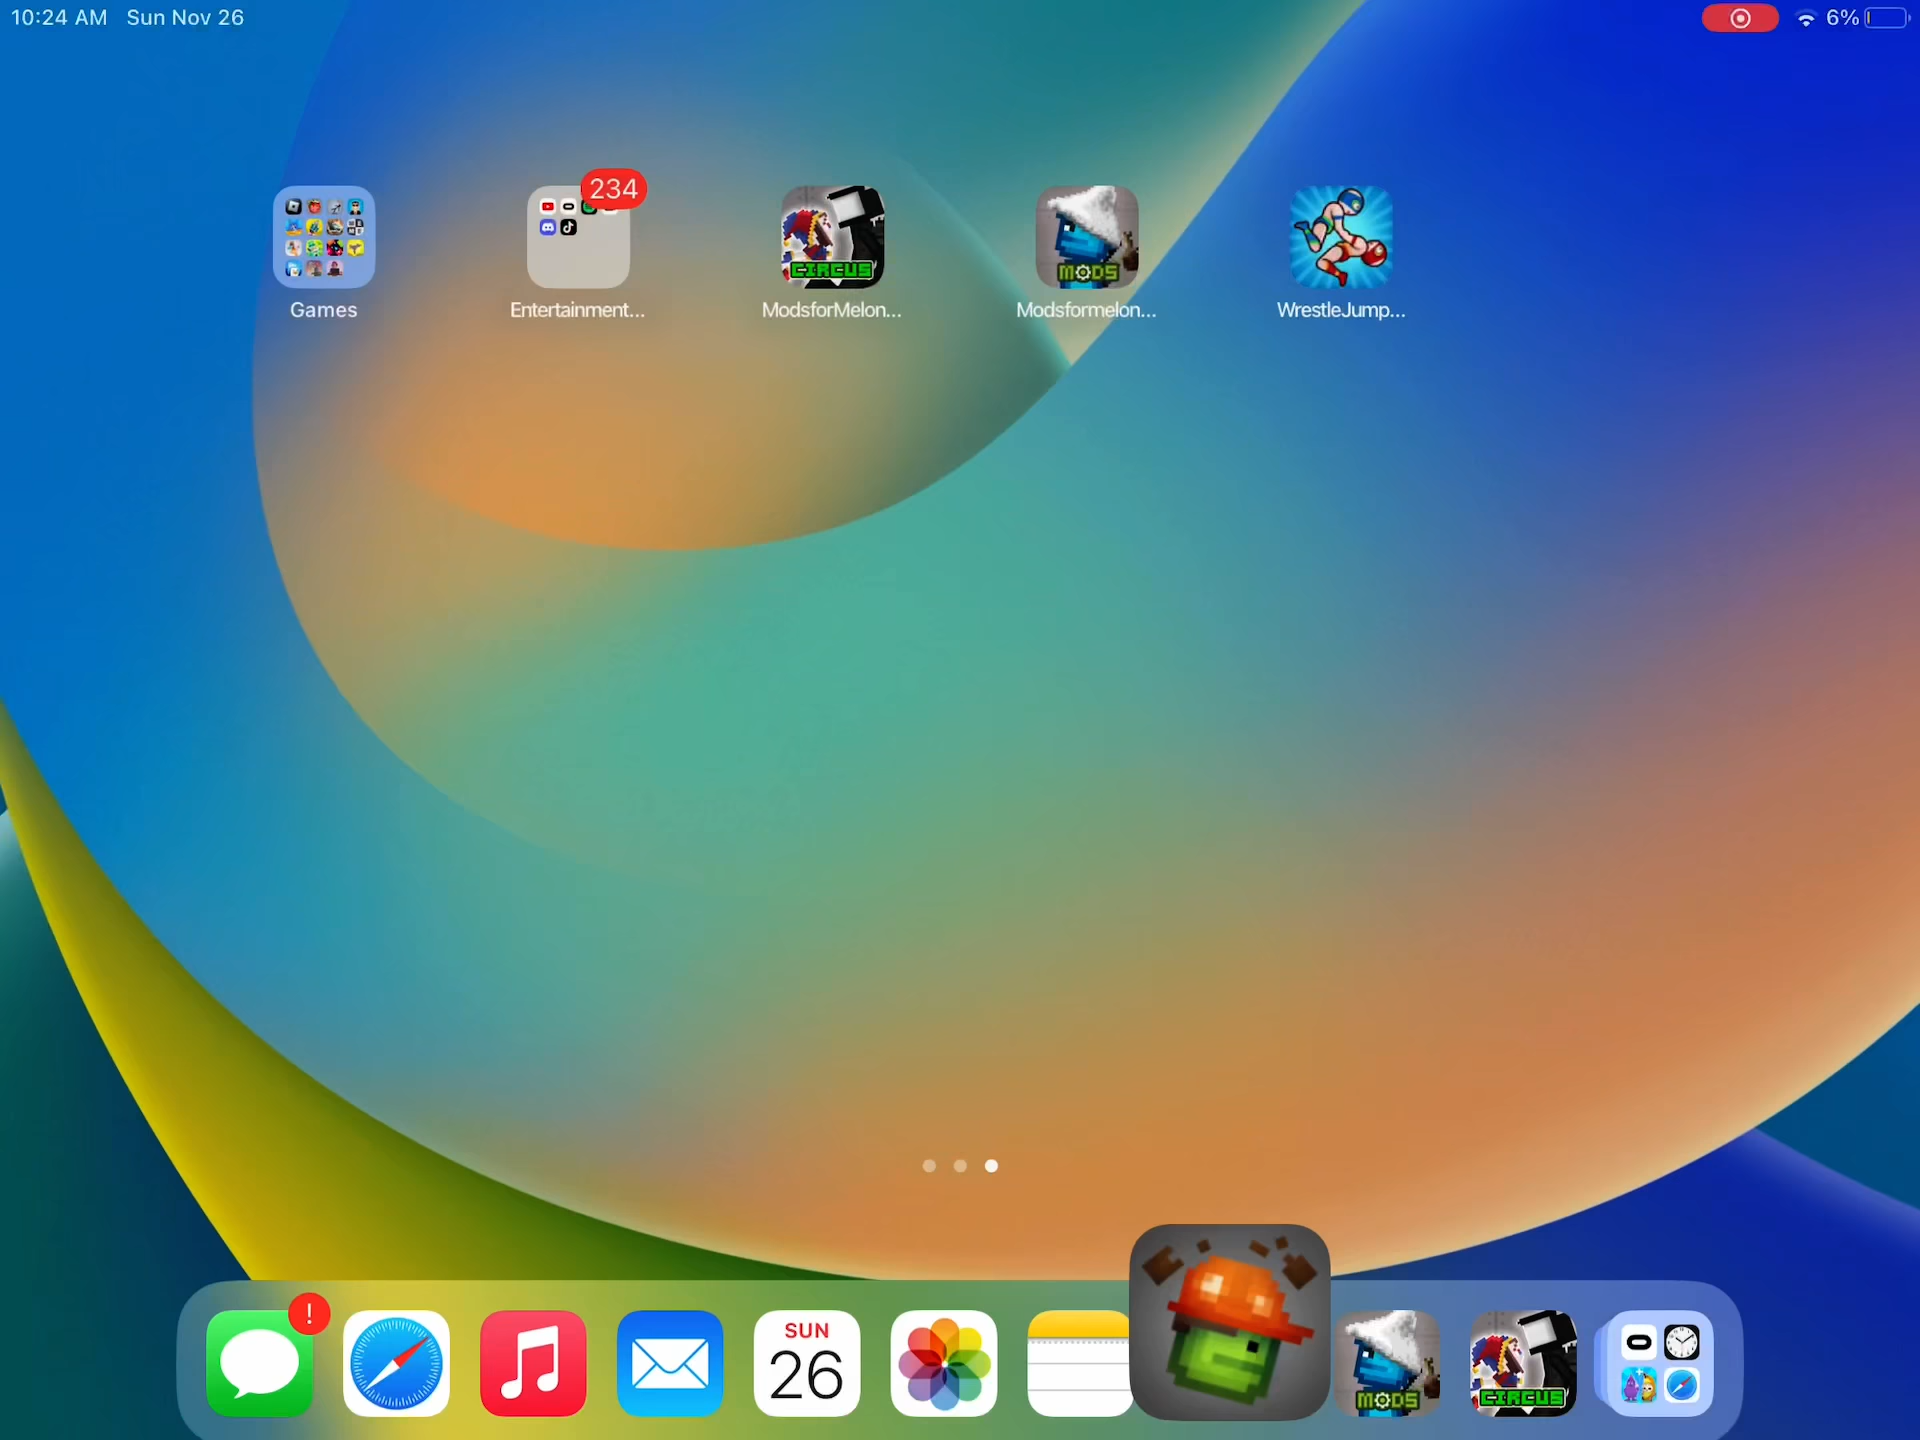 10:24 AM Sun Nov 26
6%
234
CIRCUS
MODS
Games
Entertainment...
ModsforMelon...
Modsformelon...
WrestleJump...
!
SUN
26
MODS
CIRCUS